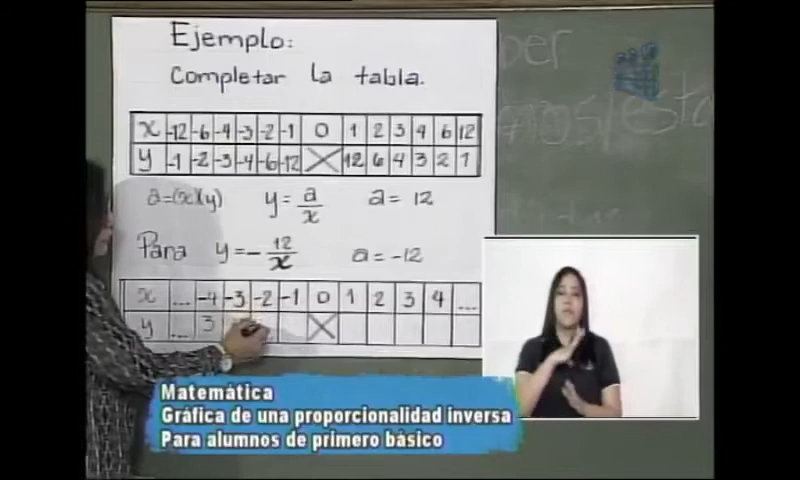 Ejemplo:
Completar la tabla.
x -12 -6 -4 -3 -2 -1 0 1 2 3 4 6 12
y -1 -2 -3 -4 -6 -12 12 6 4 3 2 1
a=(x)(y) y = a/x a = 12
Para y = - 12/x a = -12
x ... -4 -3 -2 -1 0 1 2 3 4 ...
y ... 3
Matemática
Gráfica de una proporcionalidad inversa
Para alumnos de primero básico